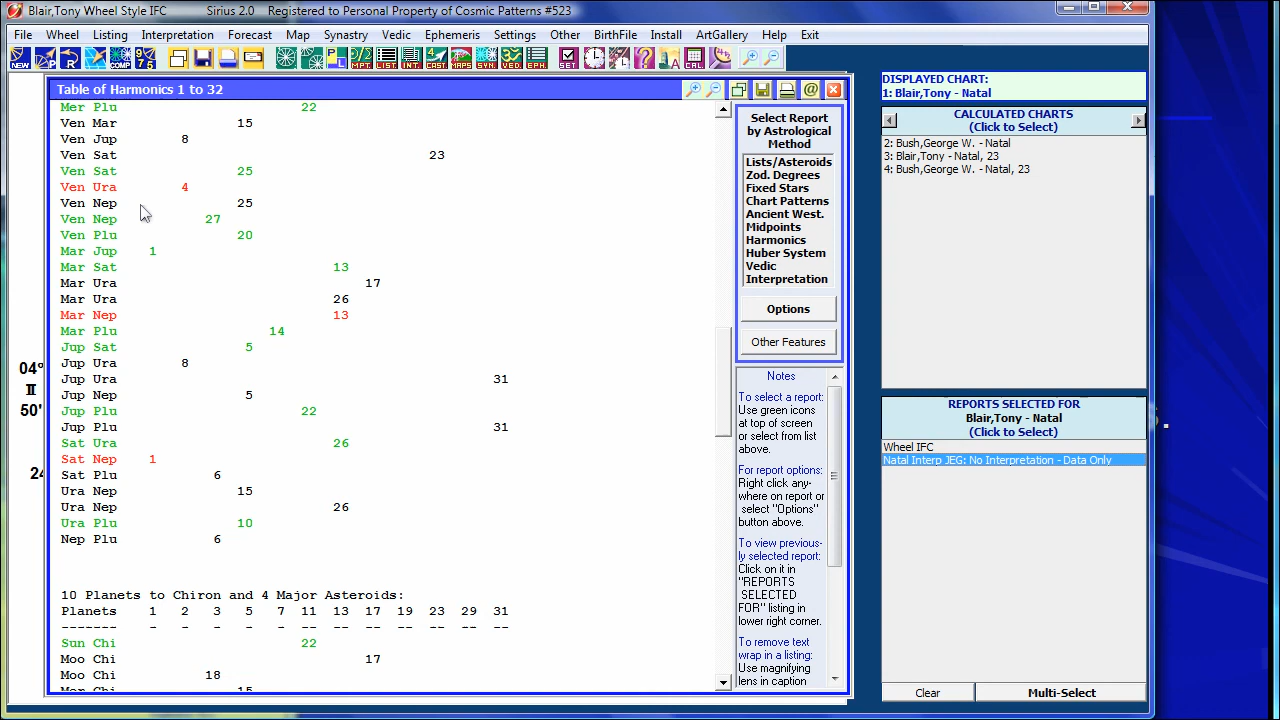 Blair,Tony Wheel Style IFC Sirius 2.0 Registered to Personal Property of Cosmic Patterns #523
File Wheel Listing Interpretation Forecast Map Synastry Vedic Ephemeris Settings Other BirthFile Install ArtGallery Help Exit
Table of Harmonics 1 to 32
Mer Plu 22
Ven Mar 15
Ven Jup 8
Ven Sat 23
Ven Sat 25
Ven Ura 4
Ven Nep 25
Ven Nep 27
Ven Plu 20
Mar Jup 1
Mar Sat 13
Mar Ura 17
Mar Ura 26
Mar Nep 13
Mar Plu 14
Jup Sat 5
Jup Ura 8
Jup Ura 31
Jup Nep 5
Jup Plu 22
Jup Plu 31
Sat Ura 26
Sat Nep 1
Sat Plu 6
Ura Nep 15
Ura Nep 26
Ura Plu 10
Nep Plu 6
10 Planets to Chiron and 4 Major Asteroids:
Planets 1 2 3 5 7 11 13 17 19 23 29 31
------- - - - - - -- -- -- -- -- -- --
Sun Chi 22
Moo Chi 17
Moo Chi 18
04°
♊
50'
24
Select Report
by Astrological
Method
Lists/Asteroids
Zod. Degrees
Fixed Stars
Chart Patterns
Ancient West.
Midpoints
Harmonics
Huber System
Vedic
Interpretation
Options
Other Features
Notes
To select a report:
Use green icons
at top of screen
or select from list
above.
For report options:
Right click any-
where on report or
select "Options"
button above.
To view previous-
ly selected report:
Click on it in
"REPORTS
SELECTED
FOR" listing in
lower right corner.
To remove text
wrap in a listing:
Use magnifying
lens in caption
DISPLAYED CHART:
1: Blair,Tony - Natal
CALCULATED CHARTS
(Click to Select)
2: Bush,George W. - Natal
3: Blair,Tony - Natal, 23
4: Bush,George W. - Natal, 23
REPORTS SELECTED FOR
Blair,Tony - Natal
(Click to Select)
Wheel IFC
Natal Interp JEG: No Interpretation - Data Only
Clear
Multi-Select